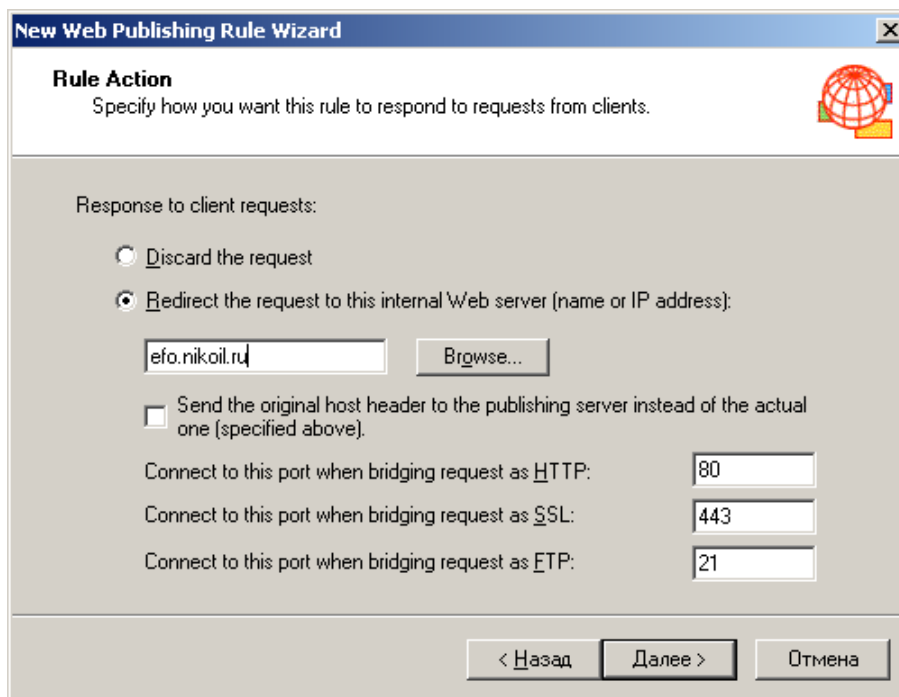 New Web Publishing Rule Wizard
Rule Action
Specify how you want this rule to respond to requests from clients.
Response to client requests:
Discard the request
Redirect the request to this internal Web server (name or IP address):
efo.nikoil.ru
Browse...
Send the original host header to the publishing server instead of the actual
one (specified above).
Connect to this port when bridging request as HTTP: 80
Connect to this port when bridging request as SSL: 443
Connect to this port when bridging request as FTP: 21
< Назад Далее > Отмена